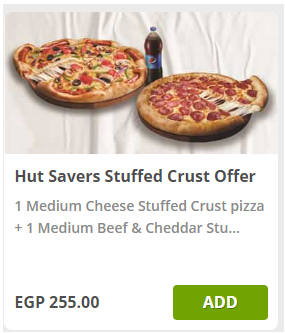 Hut Savers Stuffed Crust Offer
1 Medium Cheese Stuffed Crust pizza
+ 1 Medium Beef & Cheddar Stu...
EGP 255.00
ADD